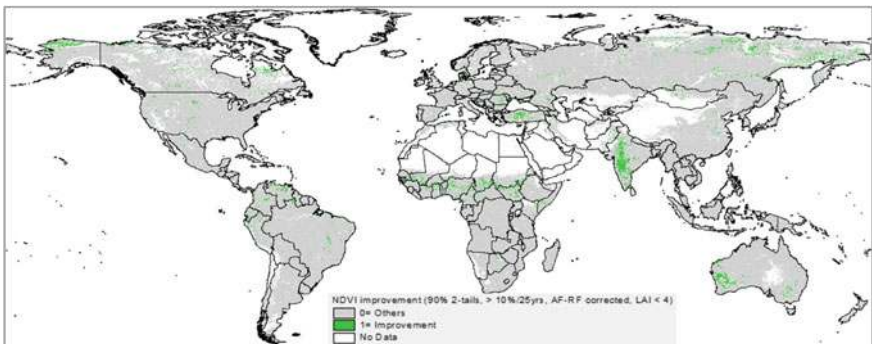 NDVI improvement (90% 2-tails, > 10%/25yrs, AF-RF corrected, LAI < 4)
0= Others
1= Improvement
No Data